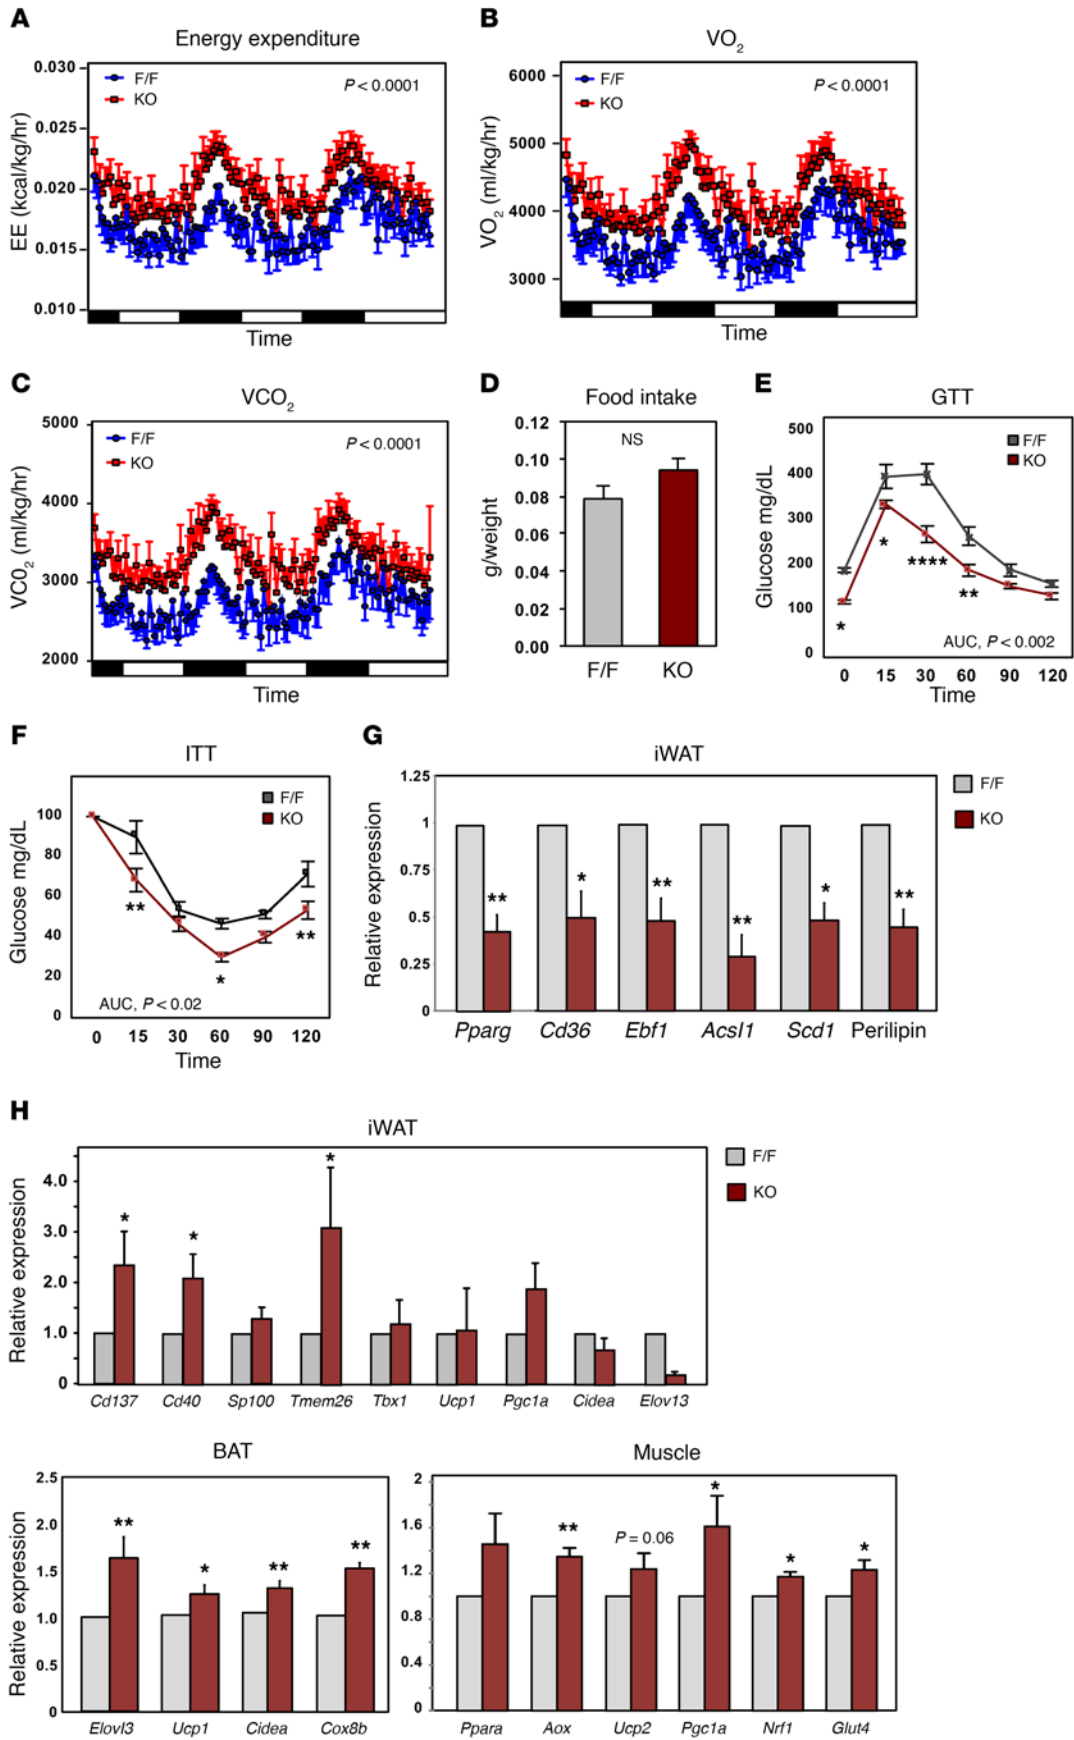 A
Energy expenditure
0.030
0.025
0.020
0.015
0.010
EE (kcal/kg/hr)
F/F
KO
P < 0.0001
Time
B
VO2
6000
5000
4000
3000
VO2 (ml/kg/hr)
F/F
KO
P < 0.0001
Time
C
VCO2
5000
4000
3000
2000
VC02 (ml/kg/hr)
F/F
KO
P < 0.0001
Time
D
Food intake
0.12
0.10
0.08
0.06
0.04
0.02
0.00
g/weight
NS
F/F KO
E
GTT
500
400
300
200
100
0
Glucose mg/dL
F/F
KO
*
*
****
**
AUC, P < 0.002
0 15 30 60 90 120
Time
F
ITT
100
80
60
40
20
0
Glucose mg/dL
F/F
KO
**
*
**
AUC, P < 0.02
0 15 30 60 90 120
Time
G
iWAT
1.25
1
0.75
0.5
0.25
0
Relative expression
F/F
KO
** * ** ** * **
Pparg Cd36 Ebf1 Acsl1 Scd1 Perilipin
H
iWAT
4.0
3.0
2.0
1.0
0
Relative expression
F/F
KO
* * *
Cd137 Cd40 Sp100 Tmem26 Tbx1 Ucp1 Pgc1a Cidea Elov13
BAT
2.5
2.0
1.5
1.0
0.5
0
Relative expression
** * ** **
Elovl3 Ucp1 Cidea Cox8b
Muscle
2
1.6
1.2
0.8
0.4
0
** P = 0.06 * * *
Ppara Aox Ucp2 Pgc1a Nrf1 Glut4